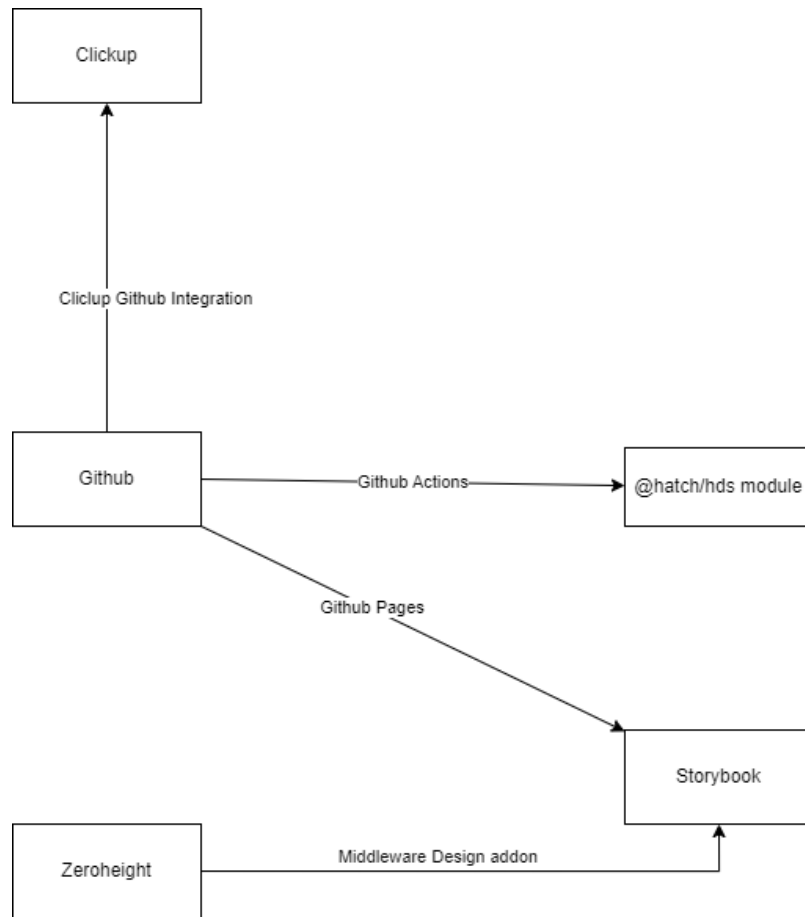 Clickup
Cliclup Github Integration
Github
Github Actions
@hatch/hds module
Github Pages
Storybook
Middleware Design addon
Zeroheight